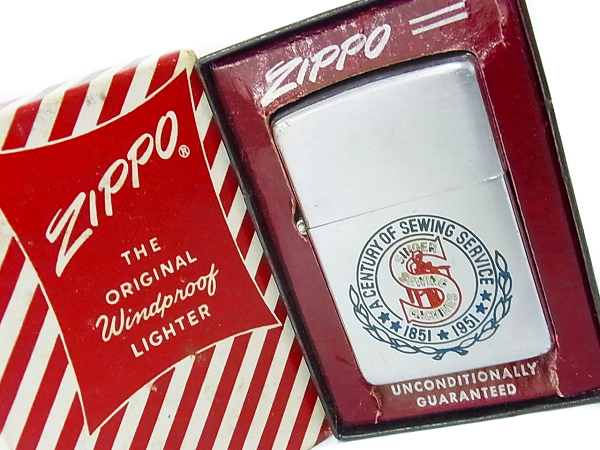 ZIPPO®
THE
ORIGINAL
Windproof
LIGHTER
ZIPPO
A CENTURY OF SEWING SERVICE
SINGER
SEWING
MACHINES
1851 ★ 1951
UNCONDITIONALLY
GUARANTEED